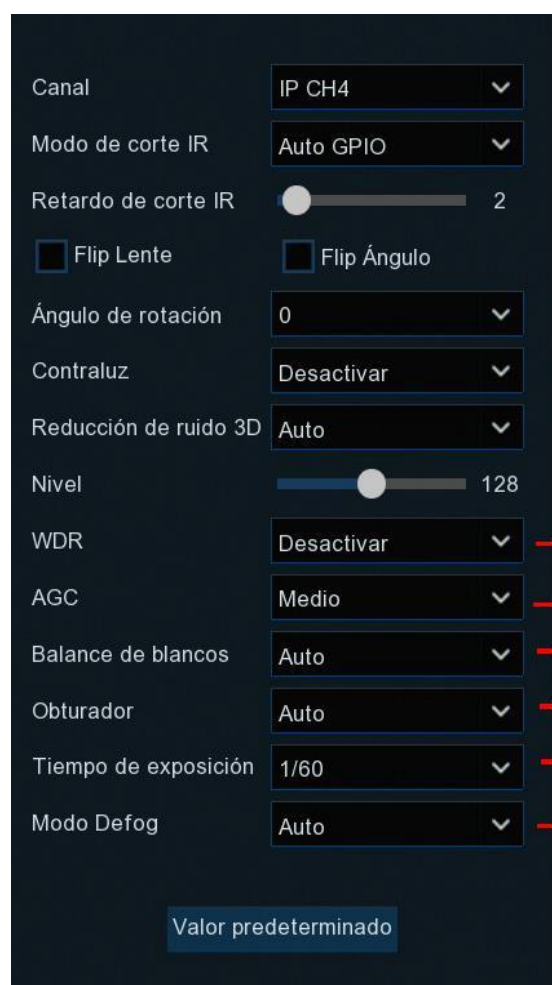 Canal IP CH4
Modo de corte IR Auto GPIO
Retardo de corte IR 2
Flip Lente Flip Ángulo
Ángulo de rotación 0
Contraluz Desactivar
Reducción de ruido 3D Auto
Nivel 128
WDR Desactivar
AGC Medio
Balance de blancos Auto
Obturador Auto
Tiempo de exposición 1/60
Modo Defog Auto
Valor predeterminado